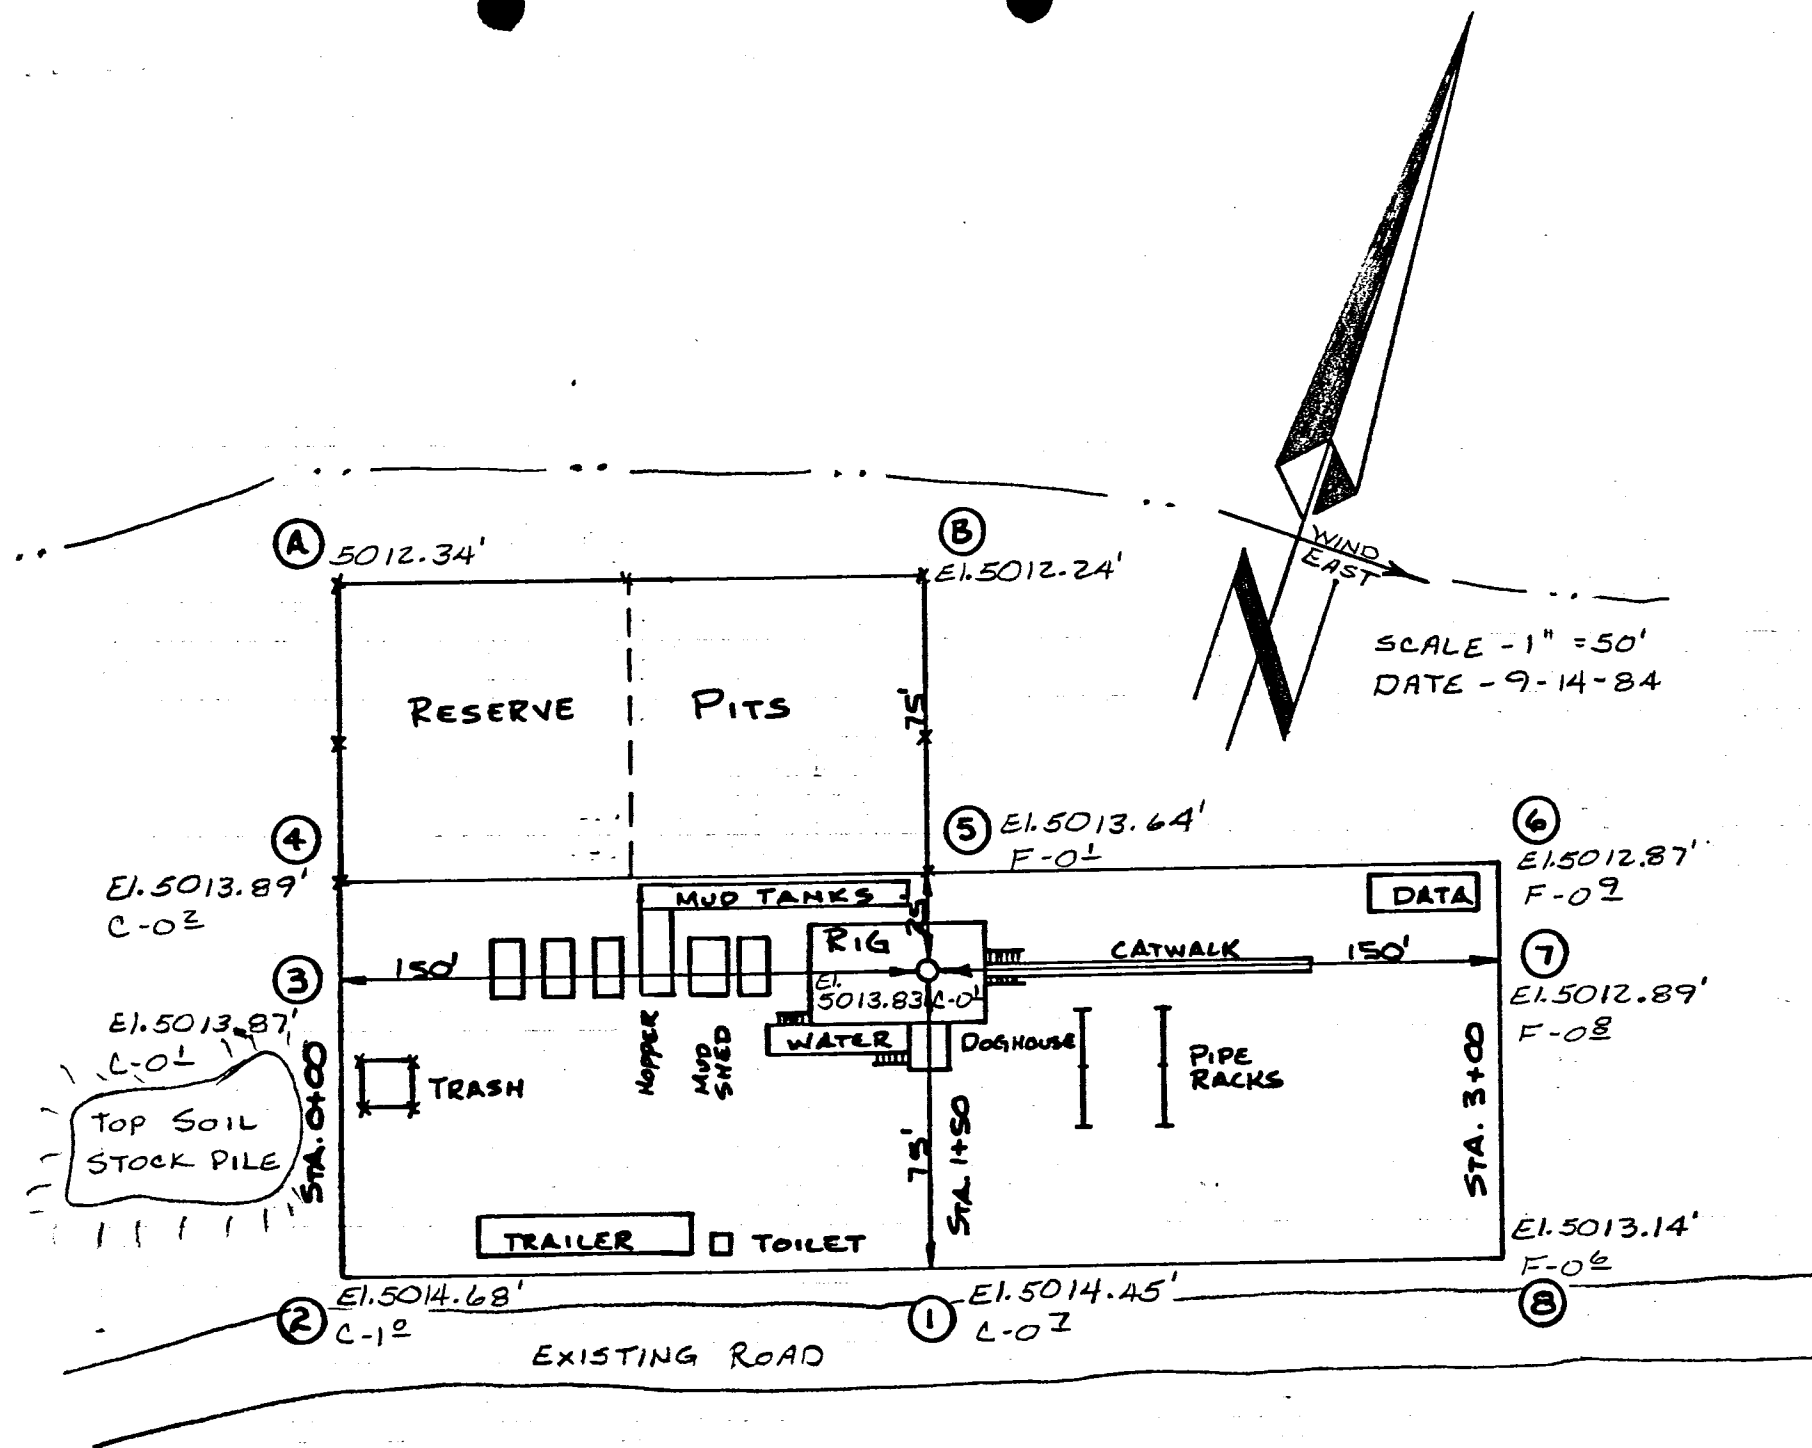 WIND
EAST
SCALE - 1" = 50'
DATE - 9-14-84
A
5012.34'
B
El. 5012.24'
RESERVE PITS
75'
4
El. 5013.89'
C-0²
5
El. 5013.64'
F-0¹
6
El. 5012.87'
F-0⁹
MUD TANKS
25'
DATA
RIG
CATWALK
150'
150'
El.
5013.83' C-0¹
3
El. 5013.87'
C-0¹
7
El. 5012.89'
F-0⁸
HOPPER
MUD
SHED
WATER
DOGHOUSE
PIPE
RACKS
TRASH
TOP SOIL
STOCK PILE
STA. 0+00
75'
STA. 1+50
STA. 3+00
TRAILER
TOILET
El. 5013.14'
F-0⁶
8
2
El. 5014.68'
C-1⁰
1
El. 5014.45'
C-0⁷
EXISTING ROAD